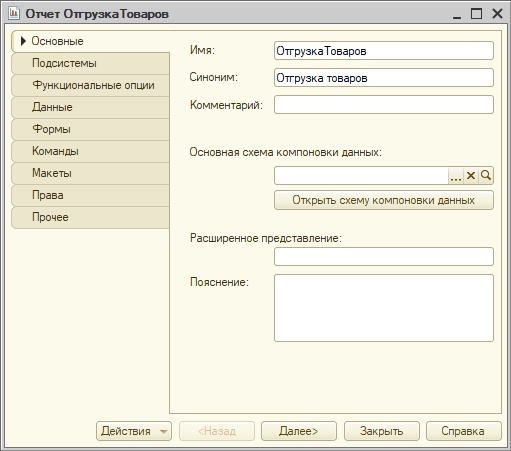 Отчет ОтгрузкаТоваров
Основные
Подсистемы
Функциональные опции
Данные
Формы
Команды
Макеты
Права
Прочее
Имя: ОтгрузкаТоваров
Синоним: Отгрузка товаров
Комментарий:
Основная схема компоновки данных:
...
Открыть схему компоновки данных
Расширенное представление:
Пояснение:
Действия <Назад Далее> Закрыть Справка